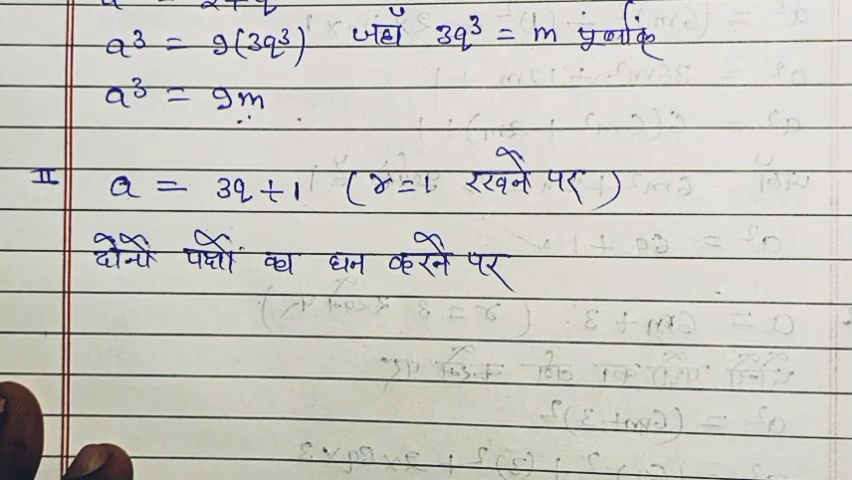 a³ = 9(3q³) जहाँ 3q³ = m पूर्णांक
a³ = 9m
II a = 3q + 1 (r=1 रखने पर)
दोनों पक्षों का घन करने पर